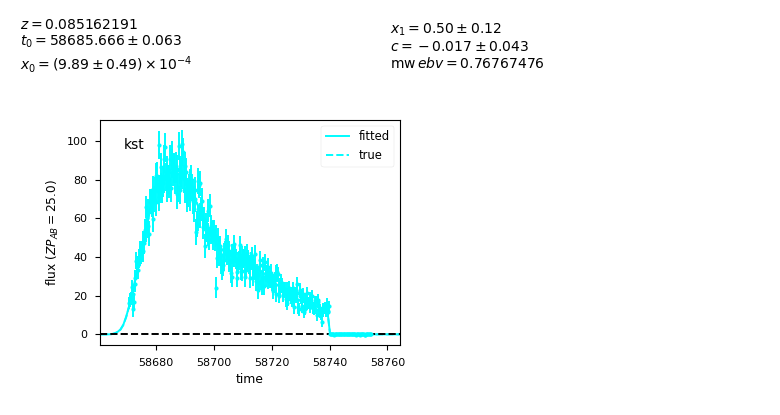 z = 0.085162191
t₀ = 58685.666 ± 0.063
x₀ = (9.89 ± 0.49) × 10⁻⁴
x₁ = 0.50 ± 0.12
c = −0.017 ± 0.043
mw ebv = 0.76767476
kst
fitted
true
100
80
60
40
20
0
flux (ZP_AB = 25.0)
58680 58700 58720 58740 58760
time